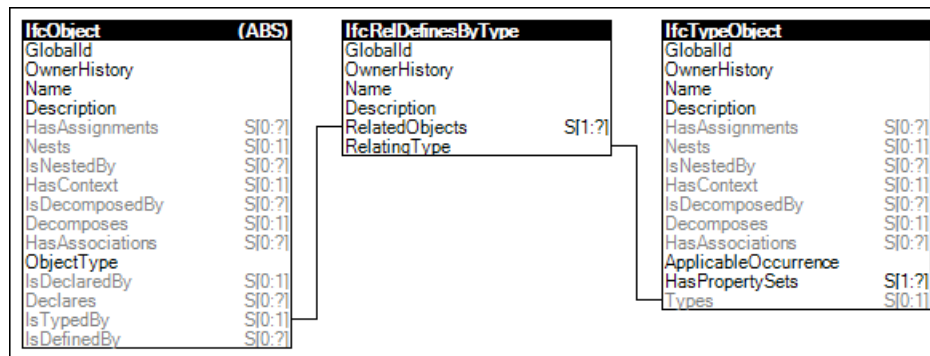 IfcObject (ABS)
GlobalId
OwnerHistory
Name
Description
HasAssignments S[0:?]
Nests S[0:1]
IsNestedBy S[0:?]
HasContext S[0:1]
IsDecomposedBy S[0:?]
Decomposes S[0:1]
HasAssociations S[0:?]
ObjectType
IsDeclaredBy S[0:1]
Declares S[0:?]
IsTypedBy S[0:1]
IsDefinedBy S[0:?]
IfcRelDefinesByType
GlobalId
OwnerHistory
Name
Description
RelatedObjects S[1:?]
RelatingType
IfcTypeObject
GlobalId
OwnerHistory
Name
Description
HasAssignments S[0:?]
Nests S[0:1]
IsNestedBy S[0:?]
HasContext S[0:1]
IsDecomposedBy S[0:?]
Decomposes S[0:1]
HasAssociations S[0:?]
ApplicableOccurrence
HasPropertySets S[1:?]
Types S[0:1]